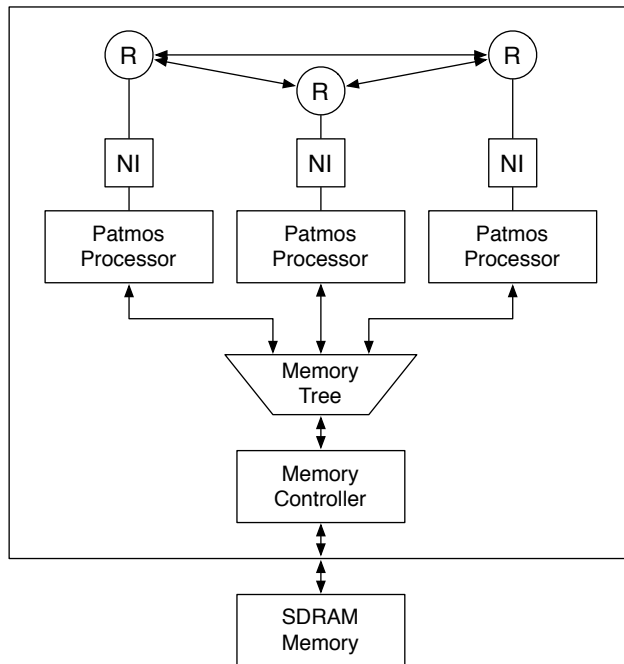 R
R
R
NI
NI
NI
Patmos
Processor
Patmos
Processor
Patmos
Processor
Memory
Tree
Memory
Controller
SDRAM
Memory